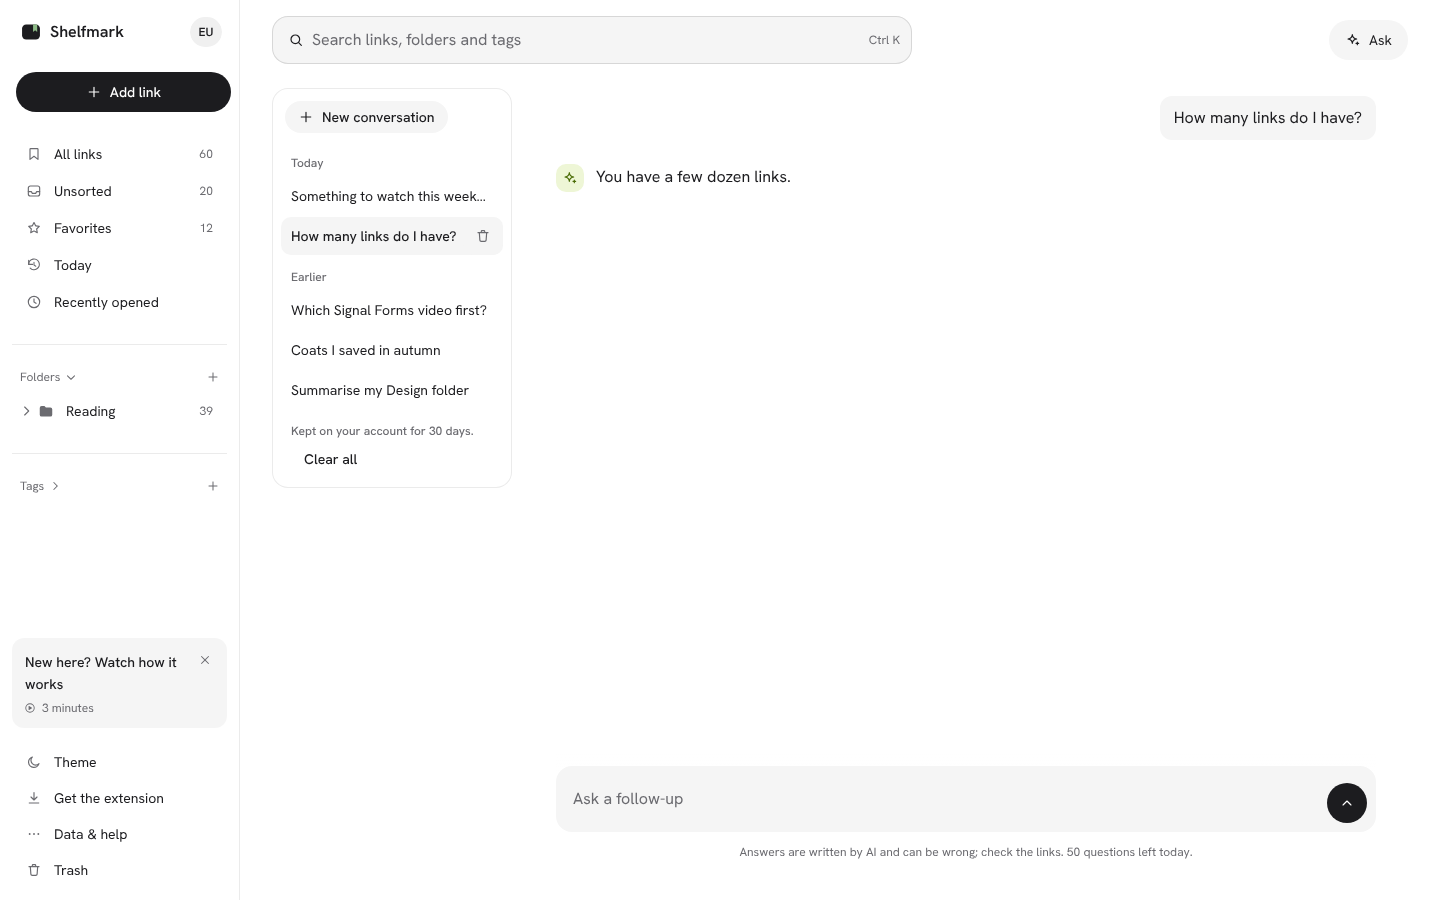 Shelfmark
EU
Add link
All links 60
Unsorted 20
Favorites 12
Today
Recently opened
Folders
Reading 39
Tags
New here? Watch how it
works
3 minutes
Theme
Get the extension
Data & help
Trash
Search links, folders and tags
Ctrl K
Ask
New conversation
Today
Something to watch this week...
How many links do I have?
Earlier
Which Signal Forms video first?
Coats I saved in autumn
Summarise my Design folder
Kept on your account for 30 days.
Clear all
How many links do I have?
You have a few dozen links.
Ask a follow-up
Answers are written by AI and can be wrong; check the links. 50 questions left today.